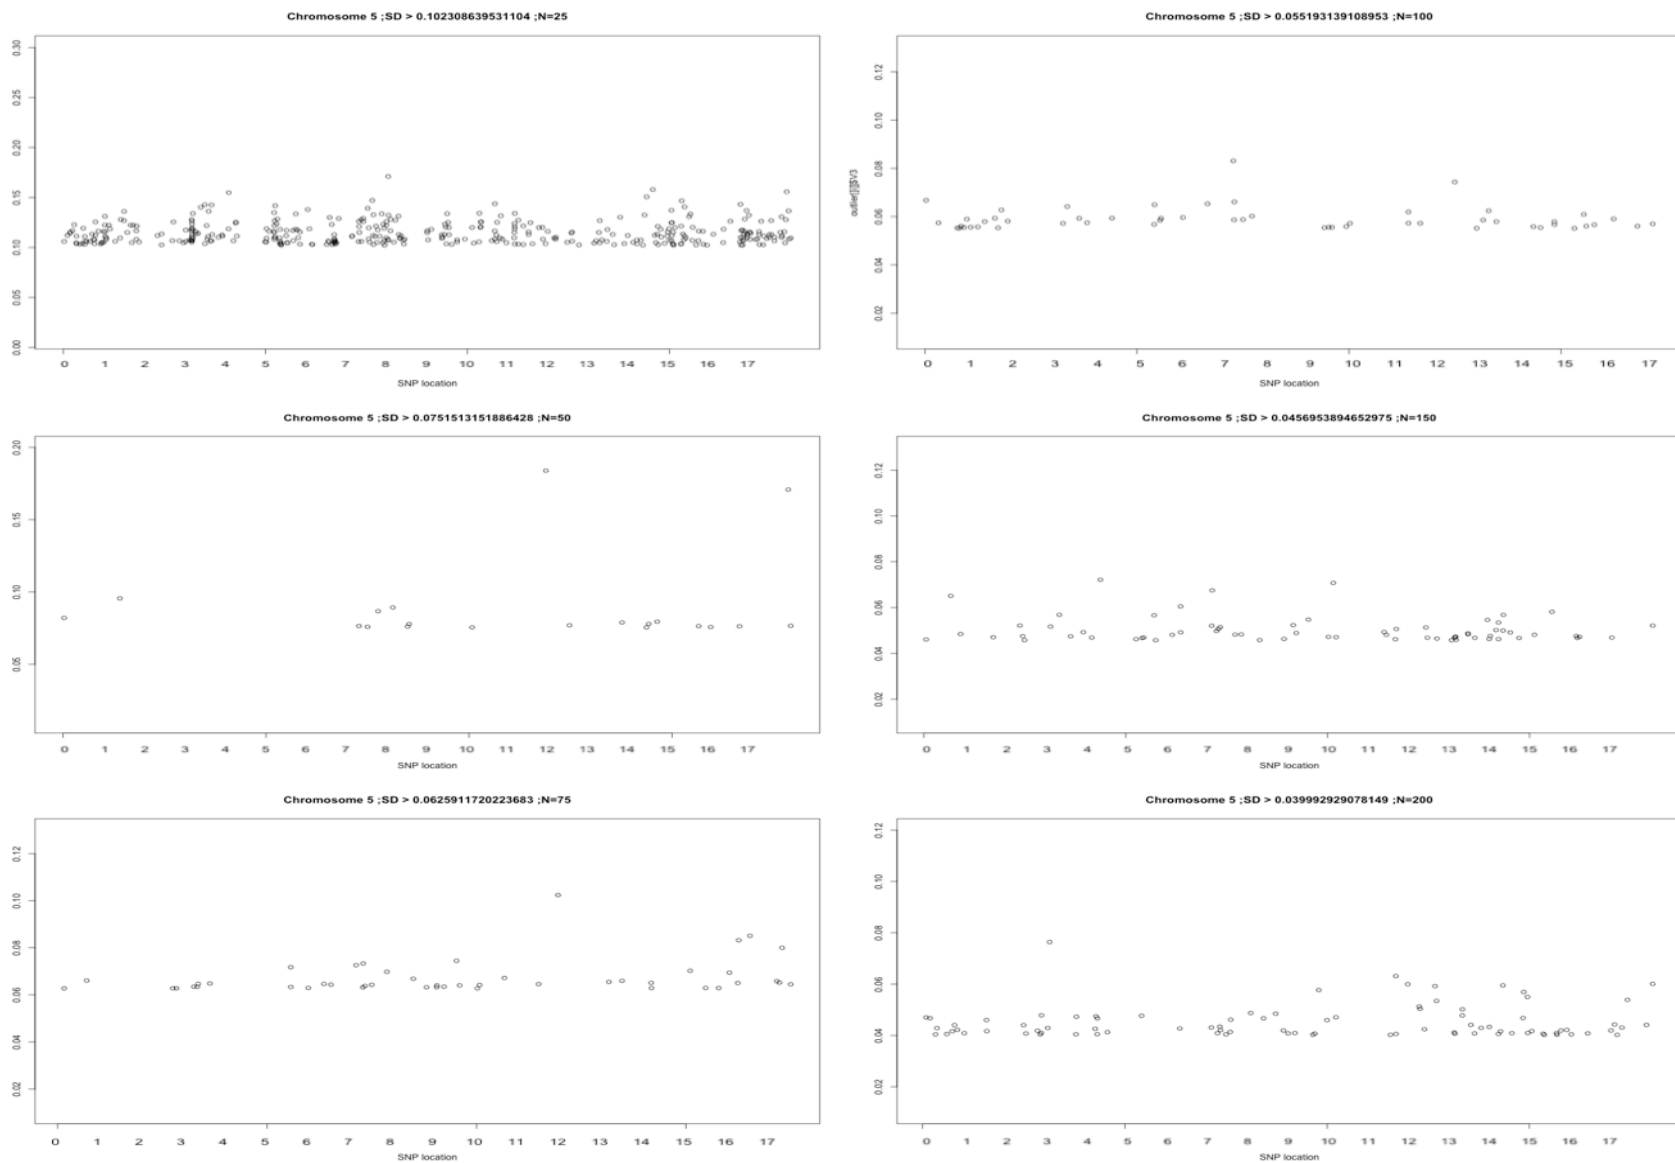 Chromosome 5 ;SD > 0.102308639531104 ;N=25
0.30
0.25
0.20
0.15
0.10
0.05
0.00
0 1 2 3 4 5 6 7 8 9 10 11 12 13 14 15 16 17
SNP location
Chromosome 5 ;SD > 0.055193139108953 ;N=100
outlier[[i]]$V3
0.12
0.10
0.08
0.06
0.04
0.02
0 1 2 3 4 5 6 7 8 9 10 11 12 13 14 15 16 17
SNP location
Chromosome 5 ;SD > 0.0751513151886428 ;N=50
0.20
0.15
0.10
0.05
0 1 2 3 4 5 6 7 8 9 10 11 12 13 14 15 16 17
SNP location
Chromosome 5 ;SD > 0.0456953894652975 ;N=150
0.12
0.10
0.08
0.06
0.04
0.02
0 1 2 3 4 5 6 7 8 9 10 11 12 13 14 15 16 17
SNP location
Chromosome 5 ;SD > 0.0625911720223683 ;N=75
0.12
0.10
0.08
0.06
0.04
0.02
0 1 2 3 4 5 6 7 8 9 10 11 12 13 14 15 16 17
SNP location
Chromosome 5 ;SD > 0.039992929078149 ;N=200
0.12
0.10
0.08
0.06
0.04
0.02
0 1 2 3 4 5 6 7 8 9 10 11 12 13 14 15 16 17
SNP location